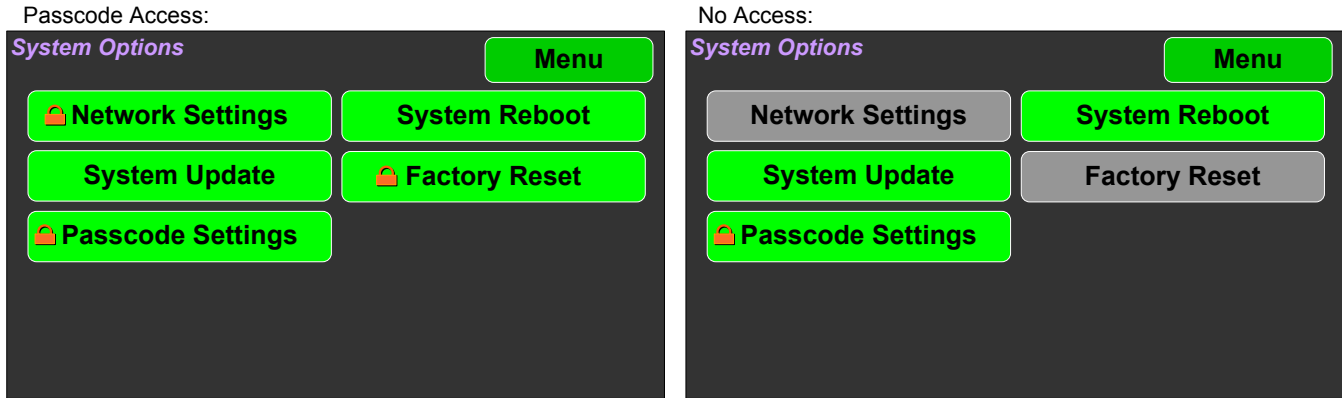 Passcode Access:
System Options
Menu
Network Settings
System Reboot
System Update
Factory Reset
Passcode Settings
No Access:
System Options
Menu
Network Settings
System Reboot
System Update
Factory Reset
Passcode Settings